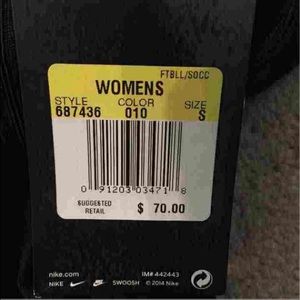 FTBLL/SOCC
WOMENS
STYLE COLOR SIZE
687436 010 S
0 91203 03471 8
SUGGESTED
RETAIL $ 70.00
nike.com IM# 442443
NIKE SWOOSH © 2014 Nike